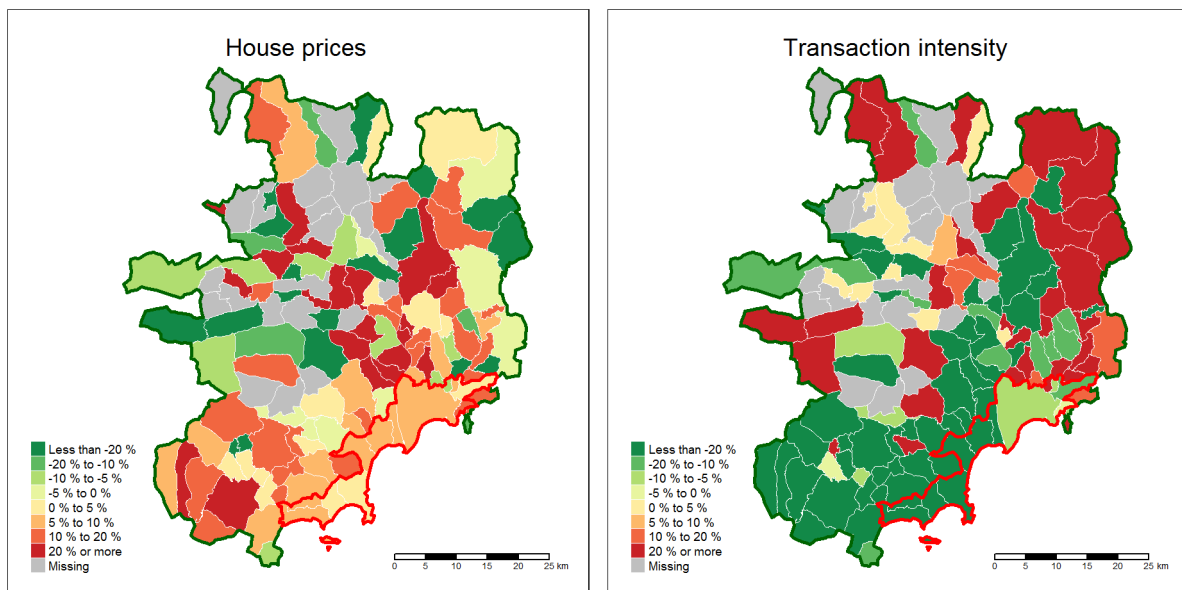 House prices
Less than -20 %
-20 % to -10 %
-10 % to -5 %
-5 % to 0 %
0 % to 5 %
5 % to 10 %
10 % to 20 %
20 % or more
Missing
0 5 10 15 20 25 km
Transaction intensity
Less than -20 %
-20 % to -10 %
-10 % to -5 %
-5 % to 0 %
0 % to 5 %
5 % to 10 %
10 % to 20 %
20 % or more
Missing
0 5 10 15 20 25 km